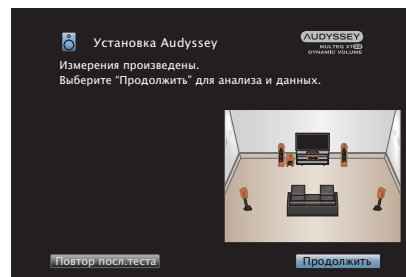 Установка Audyssey
AUDYSSEY
MULTEQ XT32
DYNAMIC VOLUME
Измерения произведены.
Выберите “Продолжить” для анализа и данных.
Повтор посл.теста
Продолжить